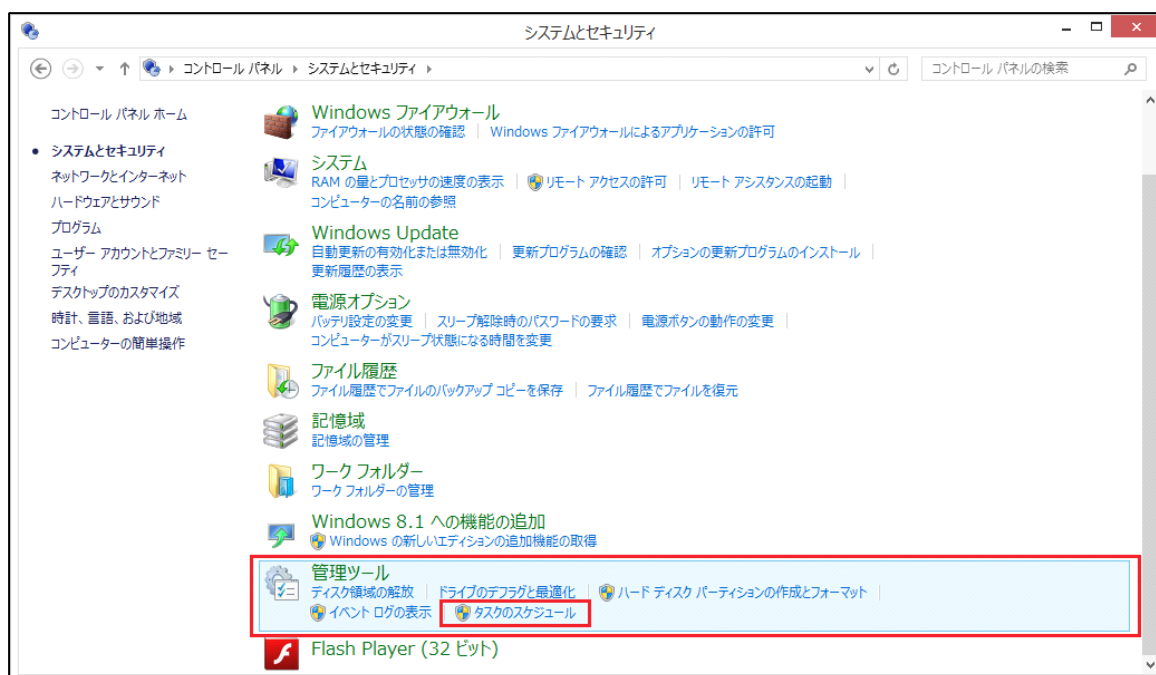 システムとセキュリティ
コントロール パネル システムとセキュリティ
コントロール パネルの検索
コントロール パネル ホーム
システムとセキュリティ
ネットワークとインターネット
ハードウェアとサウンド
プログラム
ユーザー アカウントとファミリー セー
フティ
デスクトップのカスタマイズ
時計、言語、および地域
コンピューターの簡単操作
Windows ファイアウォール
ファイアウォールの状態の確認 Windows ファイアウォールによるアプリケーションの許可
システム
RAM の量とプロセッサの速度の表示 リモート アクセスの許可 リモート アシスタンスの起動
コンピューターの名前の参照
Windows Update
自動更新の有効化または無効化 更新プログラムの確認 オプションの更新プログラムのインストール
更新履歴の表示
電源オプション
バッテリ設定の変更 スリープ解除時のパスワードの要求 電源ボタンの動作の変更
コンピューターがスリープ状態になる時間を変更
ファイル履歴
ファイル履歴でファイルのバックアップ コピーを保存 ファイル履歴でファイルを復元
記憶域
記憶域の管理
ワーク フォルダー
ワーク フォルダーの管理
Windows 8.1 への機能の追加
Windows の新しいエディションの追加機能の取得
管理ツール
ディスク領域の解放 ドライブのデフラグと最適化 ハード ディスク パーティションの作成とフォーマット
イベント ログの表示 タスクのスケジュール
Flash Player (32 ビット)